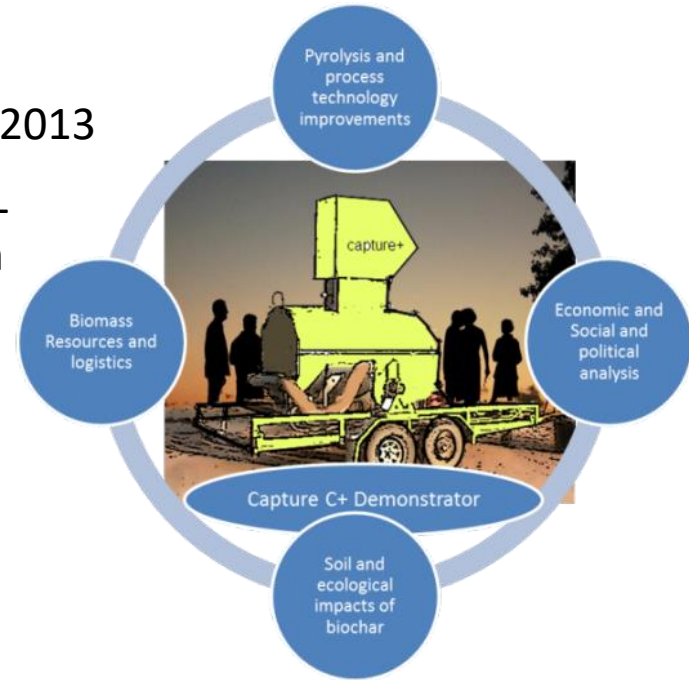 Pyrolysis and
process
technology
improvements
2013
capture+
Biomass
Resources and
logistics
Economic and
Social and
political
analysis
Capture C+ Demonstrator
Soil and
ecological
impacts of
biochar